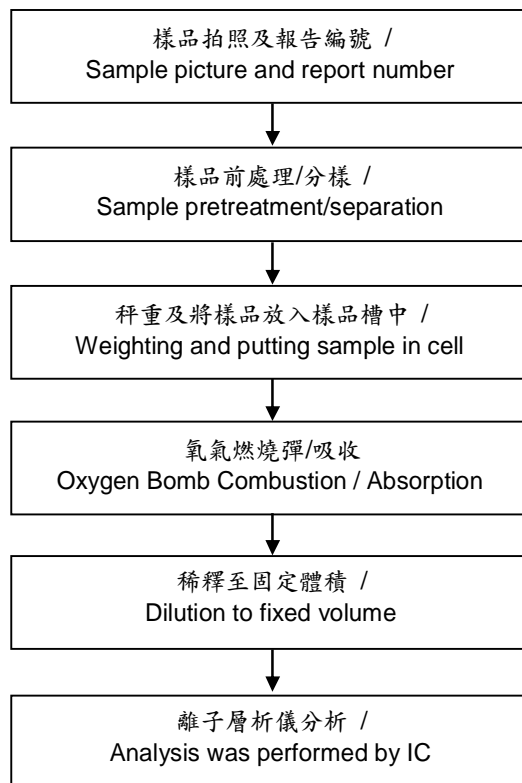 樣品拍照及報告編號 /
Sample picture and report number
樣品前處理/分樣 /
Sample pretreatment/separation
秤重及將樣品放入樣品槽中 /
Weighting and putting sample in cell
氧氣燃燒彈/吸收
Oxygen Bomb Combustion / Absorption
稀釋至固定體積 /
Dilution to fixed volume
離子層析儀分析 /
Analysis was performed by IC